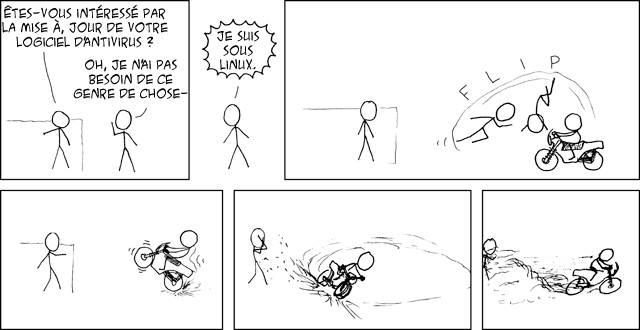 ÊTES-VOUS INTÉRESSÉ PAR
LA MISE À, JOUR DE VOTRE
LOGICIEL D'ANTIVIRUS ?
OH, JE N'AI PAS
BESOIN DE CE
GENRE DE CHOSE-
JE SUIS
SOUS
LINUX.
FLIP